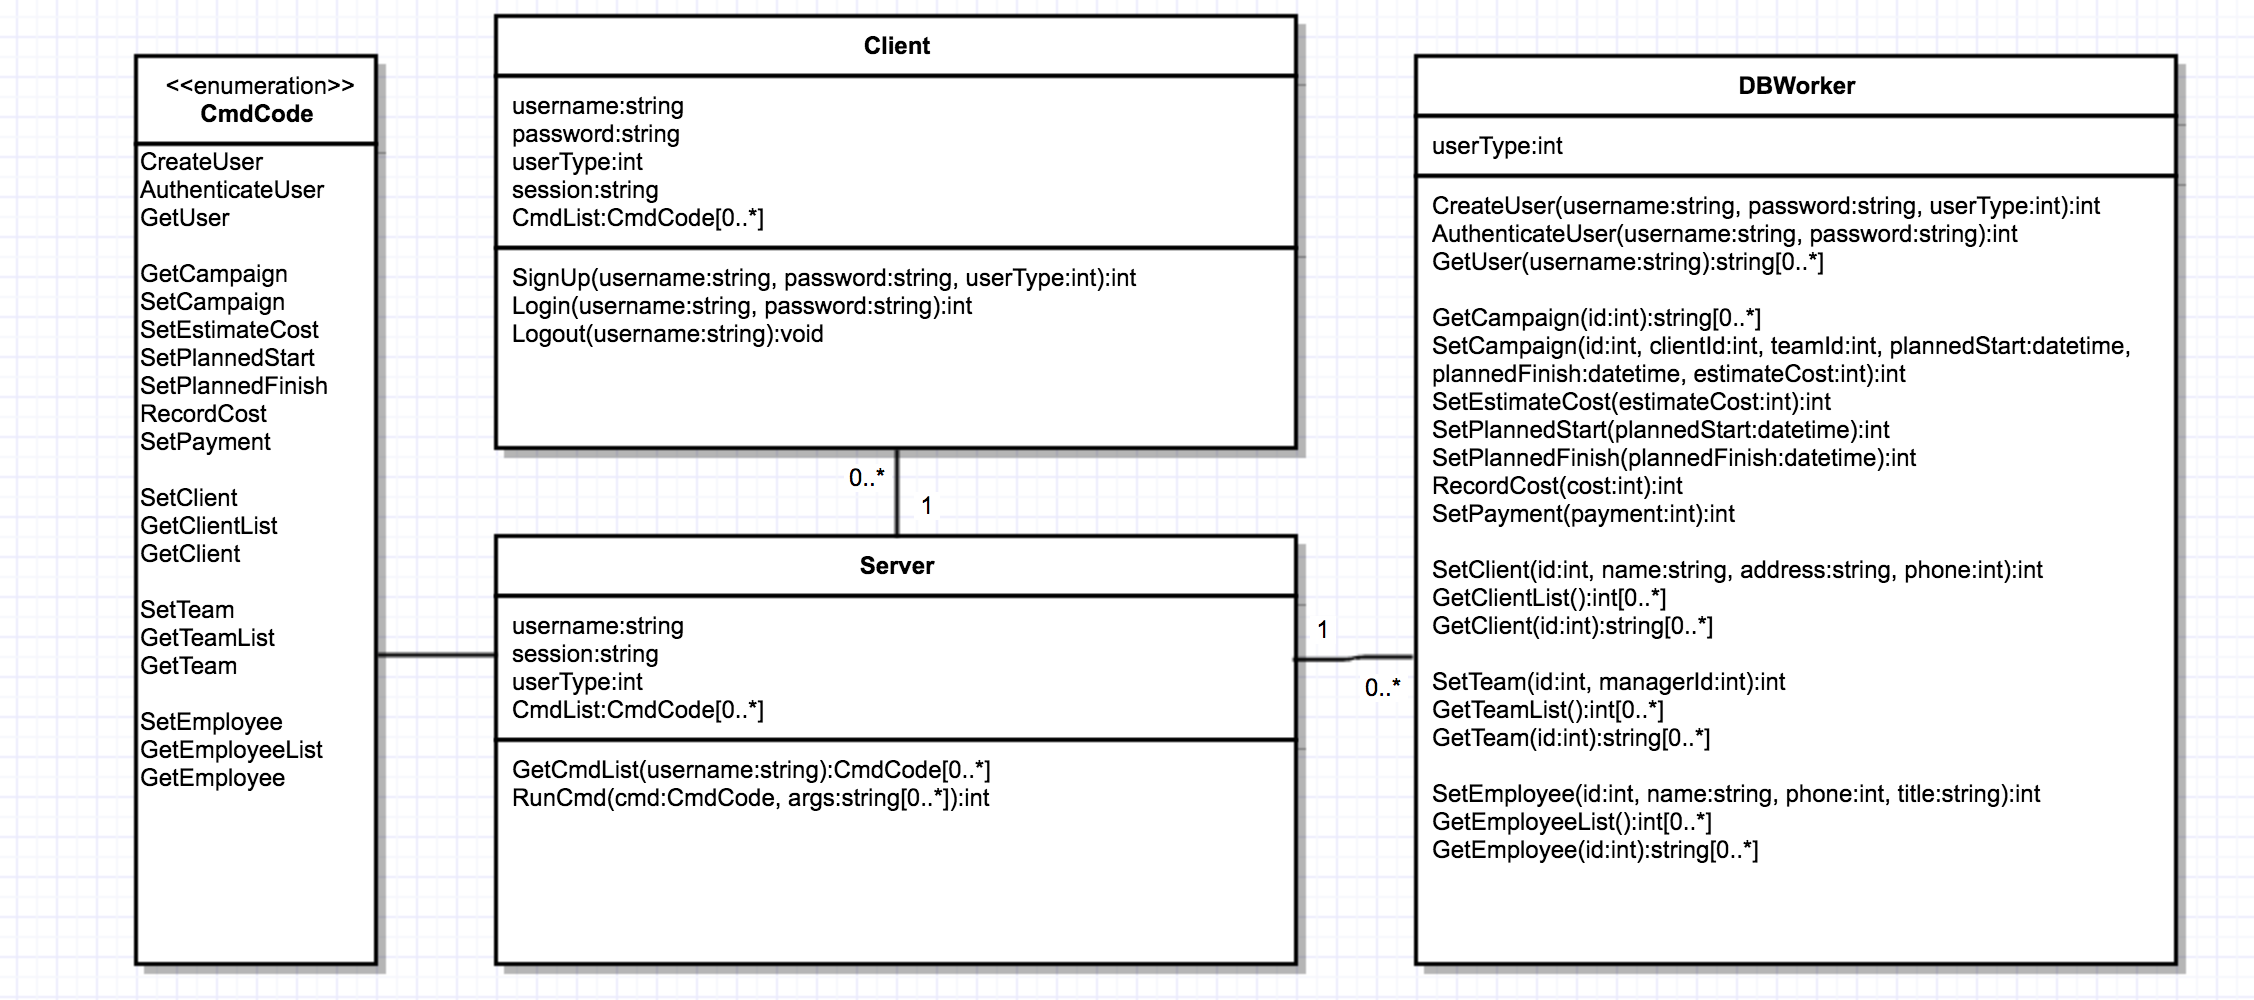 <<enumeration>>
CmdCode
CreateUser
AuthenticateUser
GetUser
GetCampaign
SetCampaign
SetEstimateCost
SetPlannedStart
SetPlannedFinish
RecordCost
SetPayment
SetClient
GetClientList
GetClient
SetTeam
GetTeamList
GetTeam
SetEmployee
GetEmployeeList
GetEmployee
Client
username:string
password:string
userType:int
session:string
CmdList:CmdCode[0..*]
SignUp(username:string, password:string, userType:int):int
Login(username:string, password:string):int
Logout(username:string):void
0..*
1
Server
username:string
session:string
userType:int
CmdList:CmdCode[0..*]
GetCmdList(username:string):CmdCode[0..*]
RunCmd(cmd:CmdCode, args:string[0..*]):int
1
0..*
DBWorker
userType:int
CreateUser(username:string, password:string, userType:int):int
AuthenticateUser(username:string, password:string):int
GetUser(username:string):string[0..*]
GetCampaign(id:int):string[0..*]
SetCampaign(id:int, clientId:int, teamId:int, plannedStart:datetime,
plannedFinish:datetime, estimateCost:int):int
SetEstimateCost(estimateCost:int):int
SetPlannedStart(plannedStart:datetime):int
SetPlannedFinish(plannedFinish:datetime):int
RecordCost(cost:int):int
SetPayment(payment:int):int
SetClient(id:int, name:string, address:string, phone:int):int
GetClientList():int[0..*]
GetClient(id:int):string[0..*]
SetTeam(id:int, managerId:int):int
GetTeamList():int[0..*]
GetTeam(id:int):string[0..*]
SetEmployee(id:int, name:string, phone:int, title:string):int
GetEmployeeList():int[0..*]
GetEmployee(id:int):string[0..*]